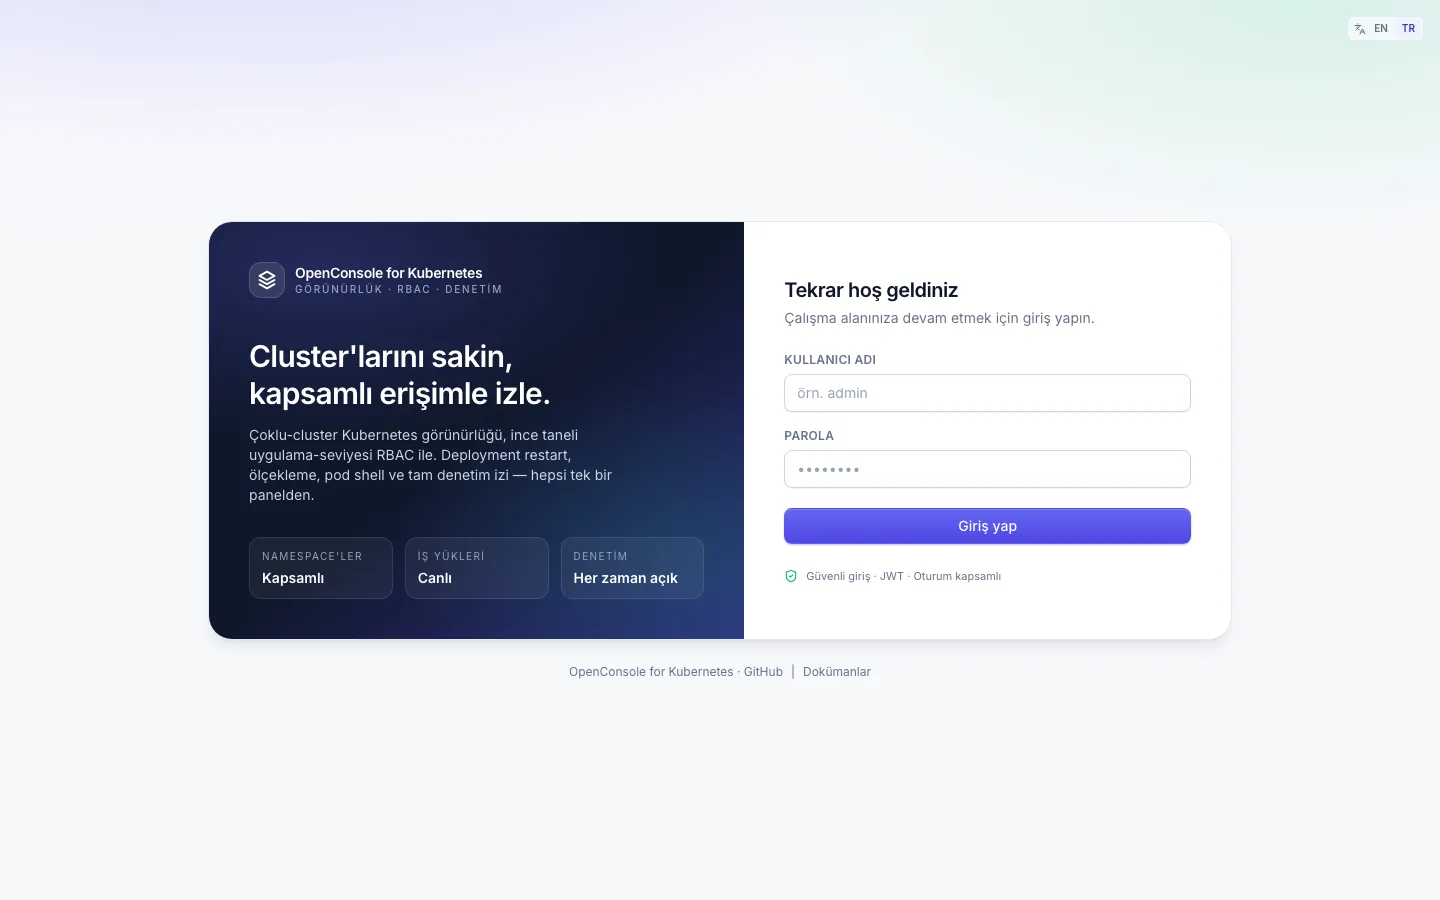 EN TR
OpenConsole for Kubernetes
GÖRÜNÜRLÜK · RBAC · DENETİM
Cluster'larını sakin,
kapsamlı erişimle izle.
Çoklu-cluster Kubernetes görünürlüğü, ince taneli
uygulama-seviyesi RBAC ile. Deployment restart,
ölçekleme, pod shell ve tam denetim izi — hepsi tek bir
panelden.
NAMESPACE'LER
Kapsamlı
İŞ YÜKLERİ
Canlı
DENETİM
Her zaman açık
Tekrar hoş geldiniz
Çalışma alanınıza devam etmek için giriş yapın.
KULLANICI ADI
örn. admin
PAROLA
••••••••
Giriş yap
Güvenli giriş · JWT · Oturum kapsamlı
OpenConsole for Kubernetes · GitHub | Dokümanlar